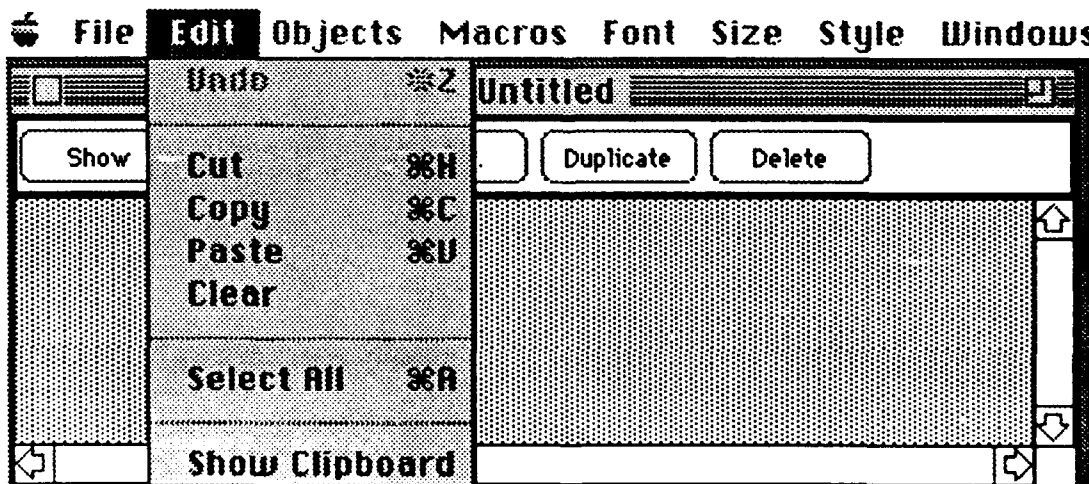 File Edit Objects Macros Font Size Style Windows
Untitled
Show Duplicate Delete
Undo ⌘Z
Cut ⌘X
Copy ⌘C
Paste ⌘V
Clear
Select All ⌘A
Show Clipboard